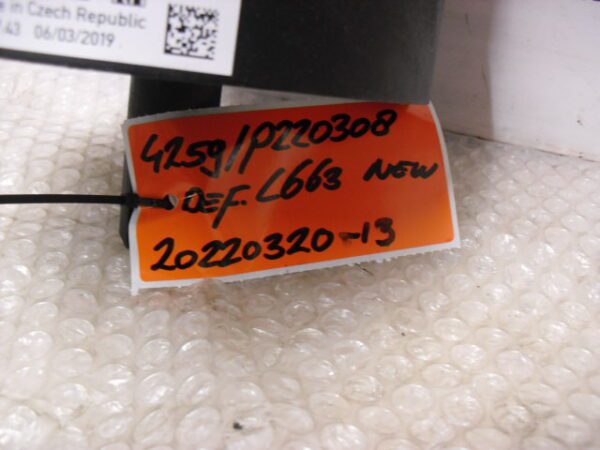 in Czech Republic
:43 06/03/2019
4259/P220308
DEF. L663 NEW
20220320-13